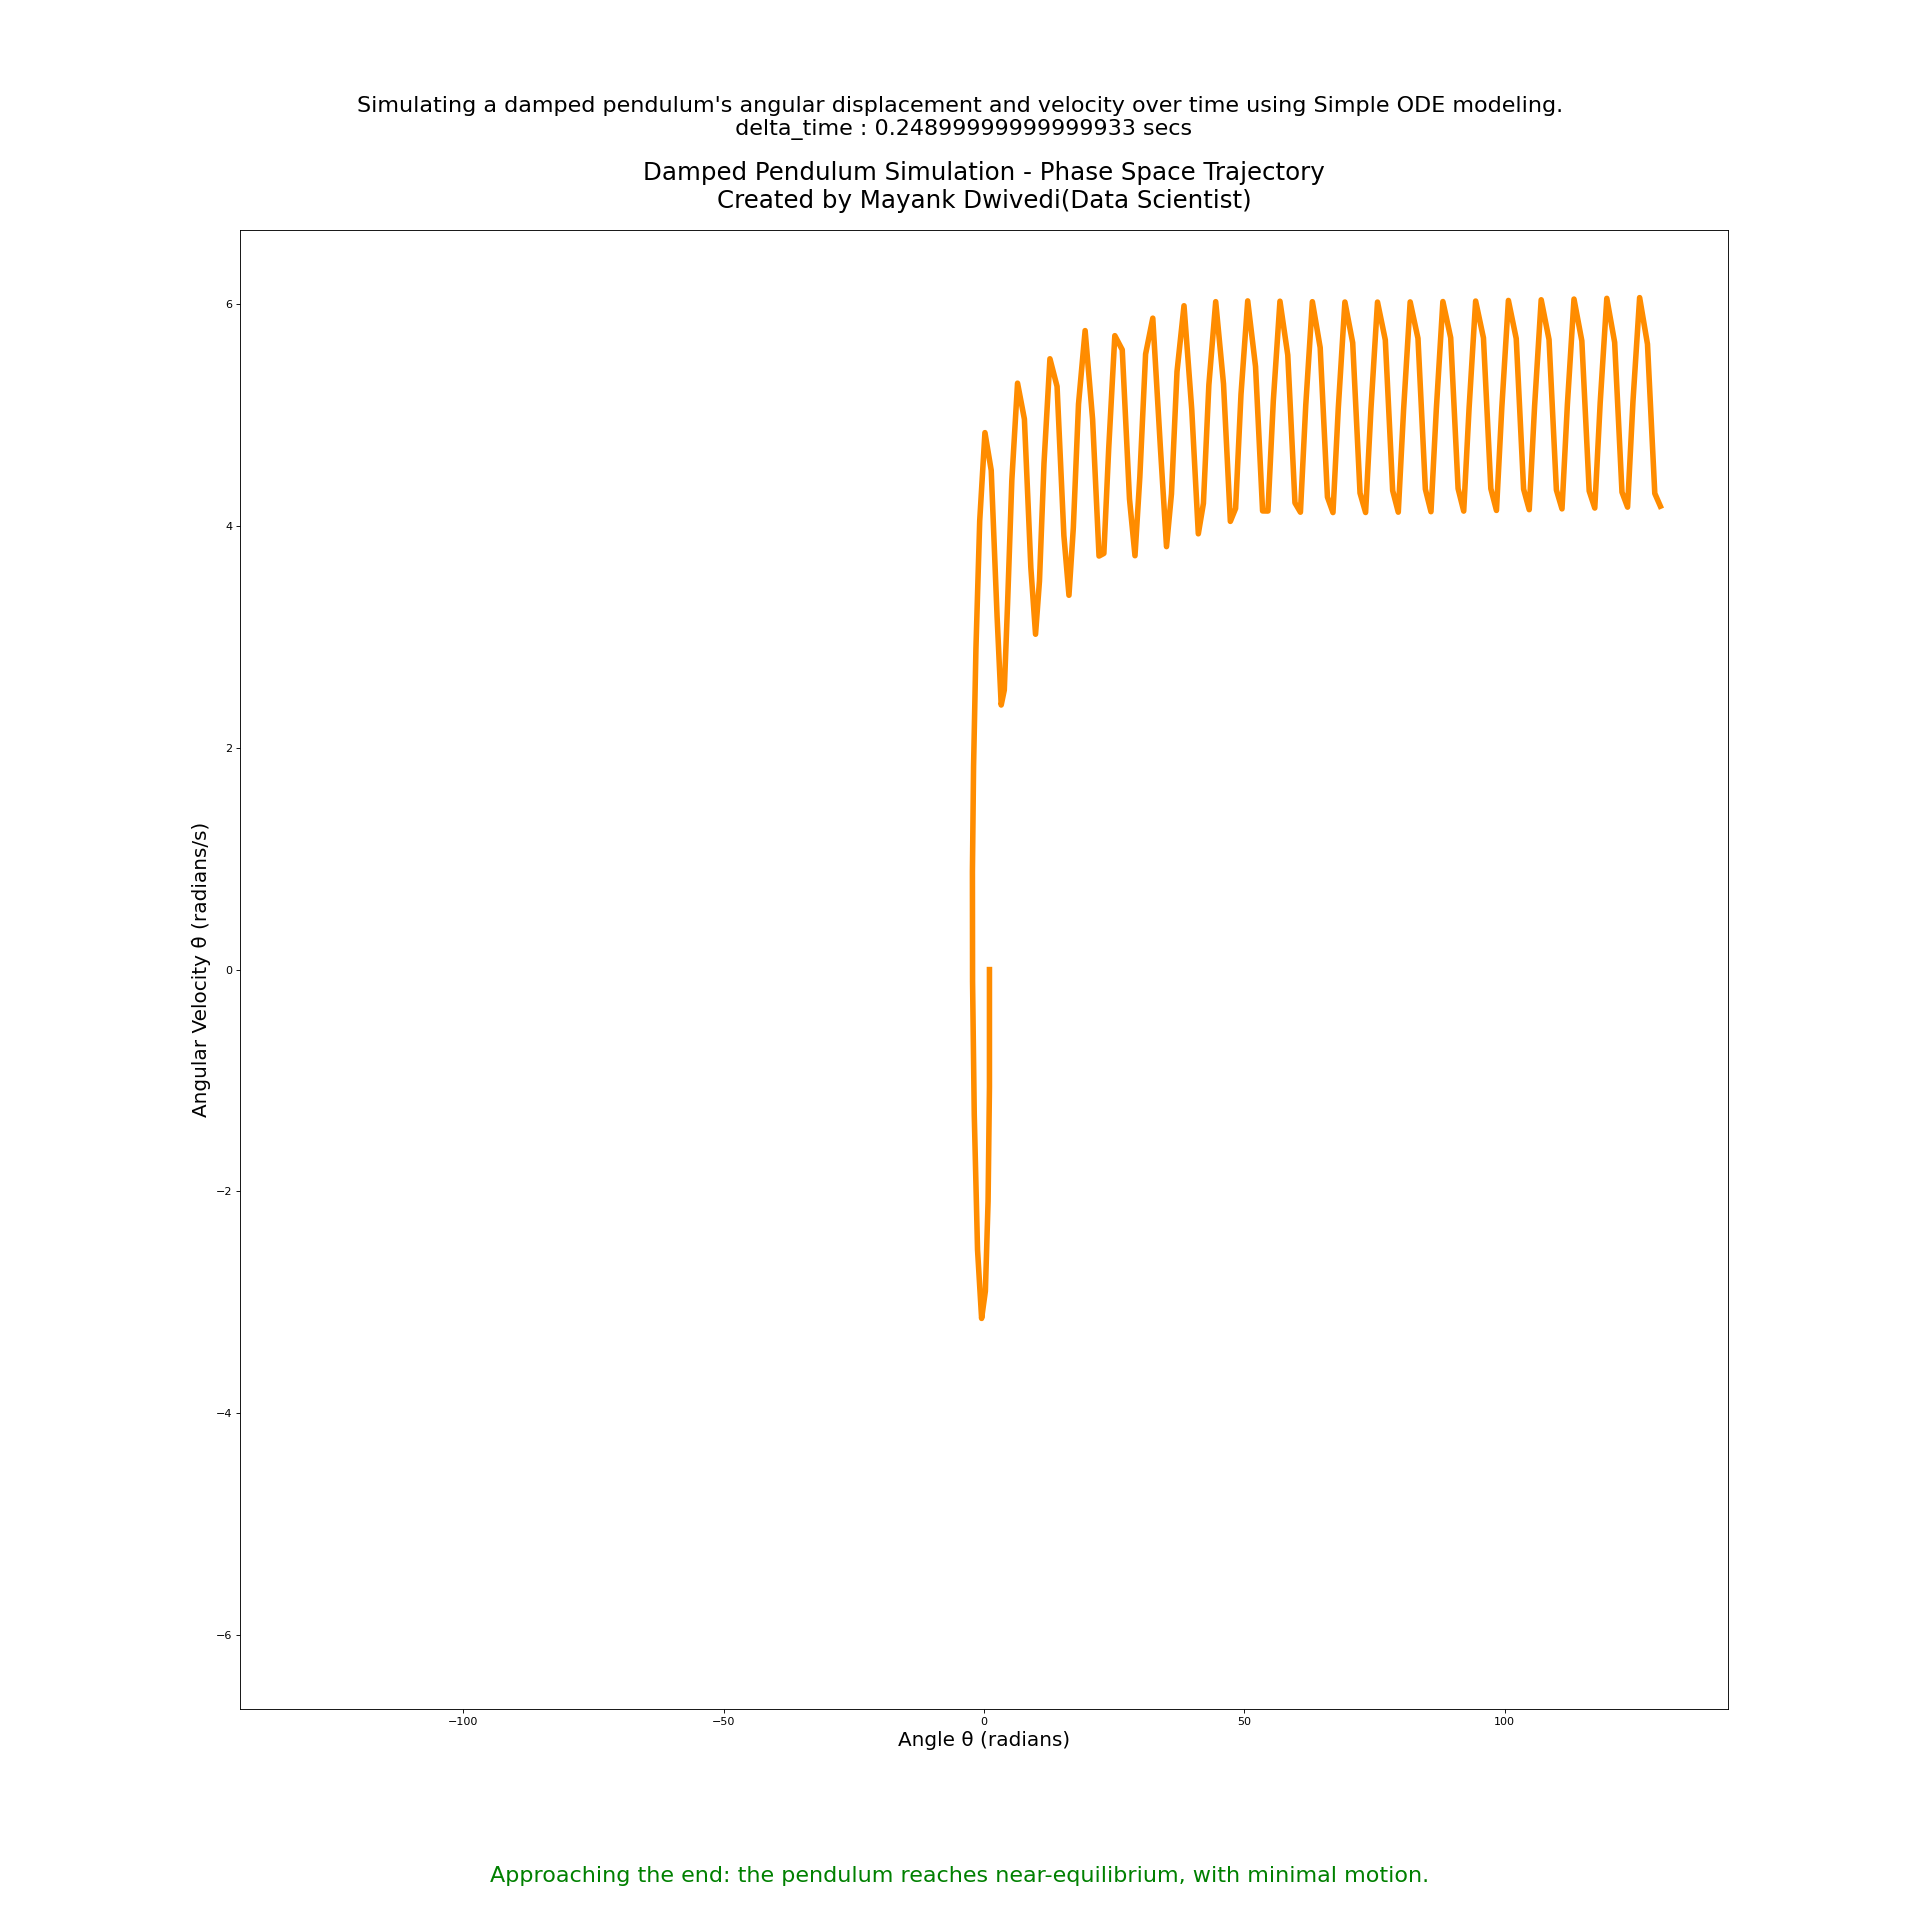 Simulating a damped pendulum's angular displacement and velocity over time using Simple ODE modeling.
delta_time : 0.24899999999999933 secs
Damped Pendulum Simulation - Phase Space Trajectory
Created by Mayank Dwivedi(Data Scientist)
6
4
2
0
−2
−4
−6
Angular Velocity θ̇ (radians/s)
−100
−50
0
50
100
Angle θ (radians)
Approaching the end: the pendulum reaches near-equilibrium, with minimal motion.